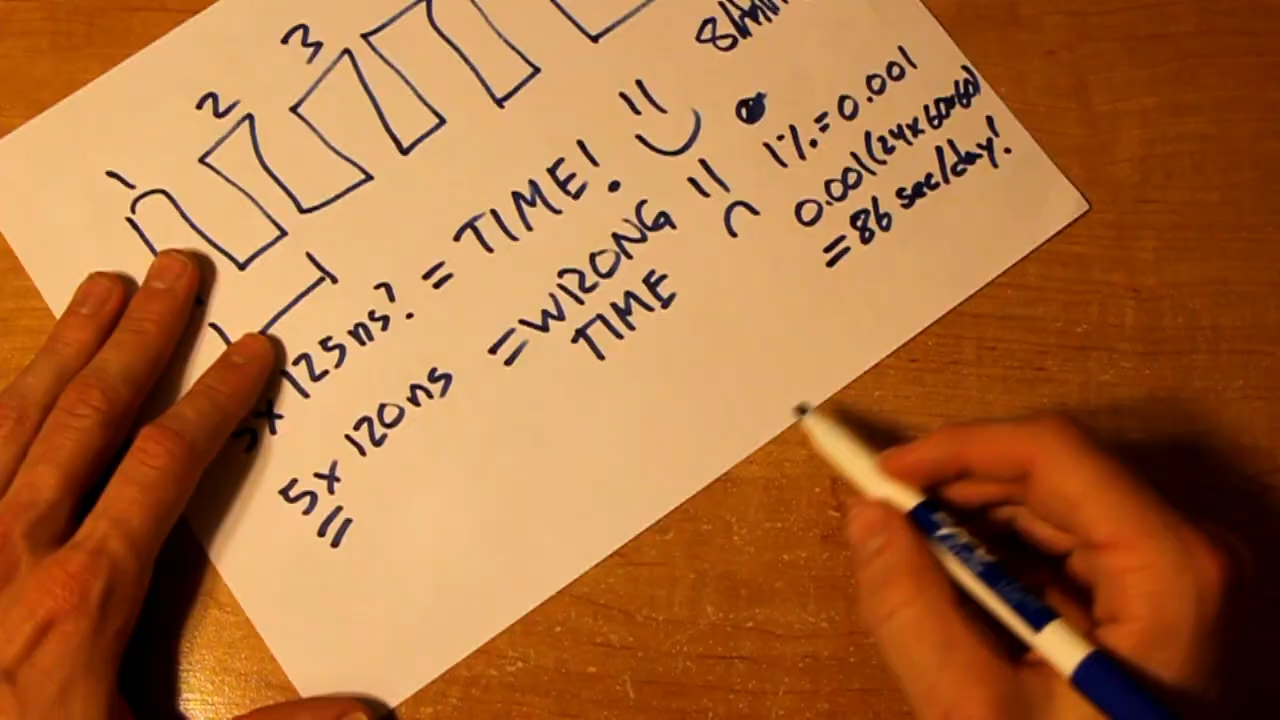 1 2 3
8
5x 125ns? = TIME!
5x 120ns = WRONG
TIME
1% = 0.001
0.001(24x60x60)
= 86 sec/day!